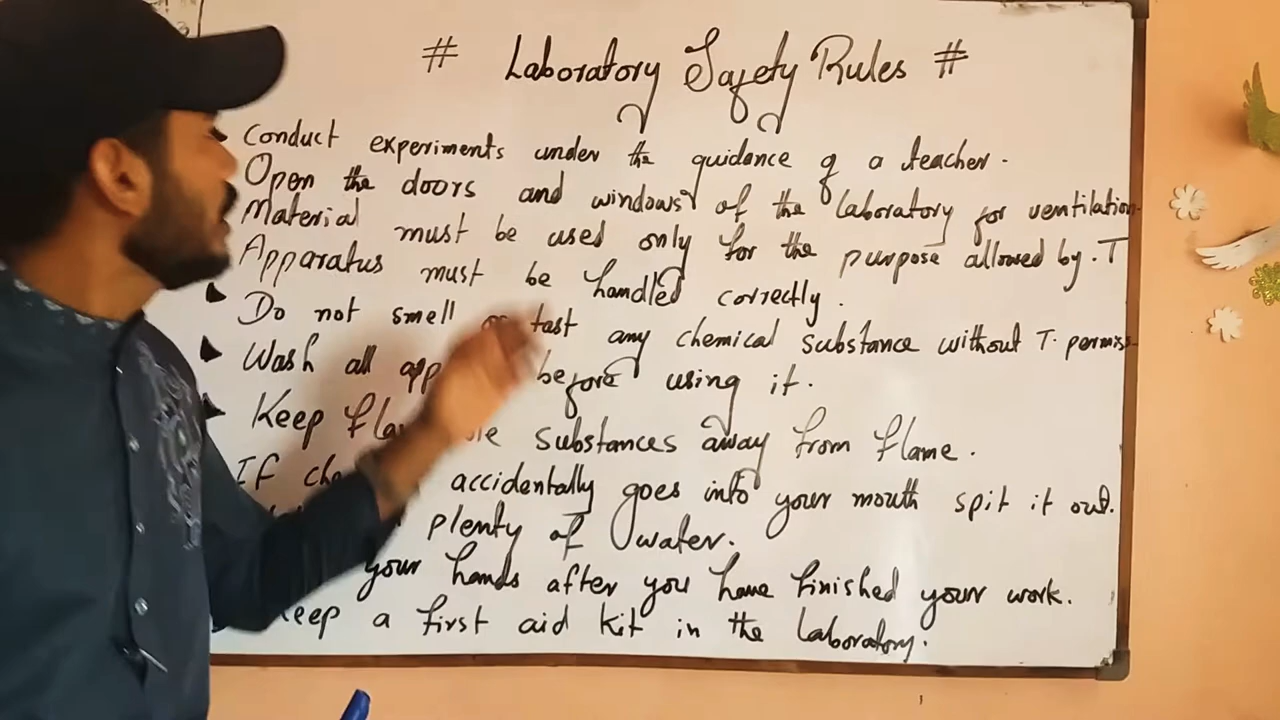 # Laboratory Safety Rules #
Conduct experiments under the guidance of a teacher.
Open the doors and windows of the laboratory for ventilation.
Material must be used only for the purpose allowed by. T
Apparatus must be handled correctly.
Do not smell tast any chemical substance without T. permiss
Wash all app before using it.
Keep substances away from flame.
If accidentally goes into your mouth spit it out.
plenty of water.
your hands after you have finished your work.
keep a first aid kit in the laboratory.